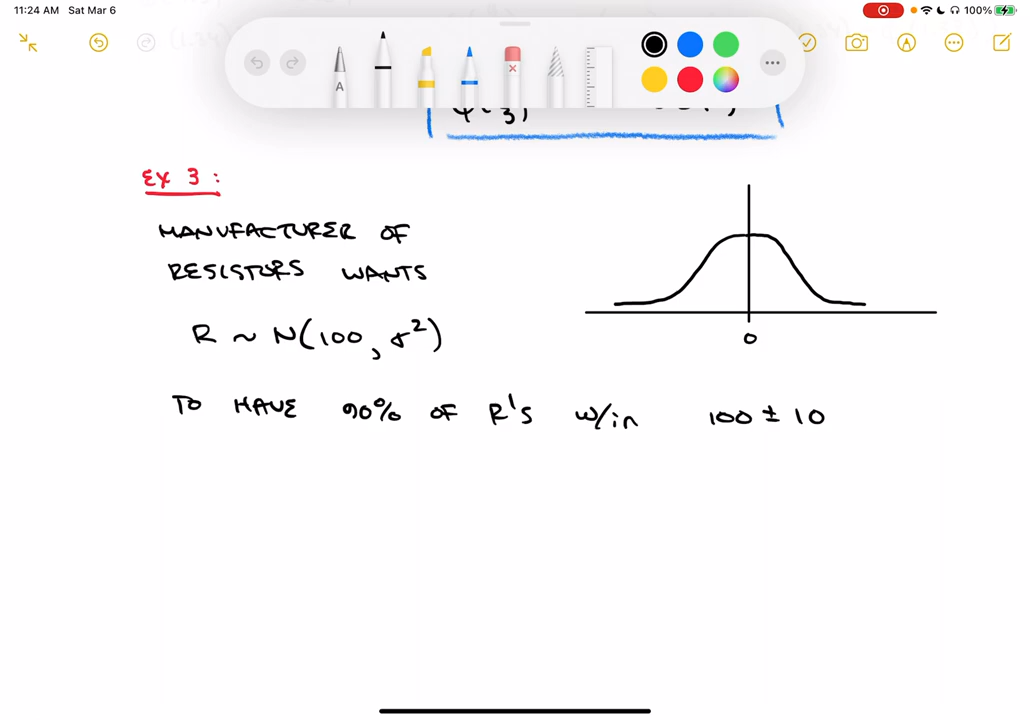 11:24 AM Sat Mar 6
100%
A
Ex 3 :
MANUFACTURER OF
RESISTORS WANTS
R ~ N(100, σ²)
0
TO HAVE 90% OF R'S w/in 100 ± 10